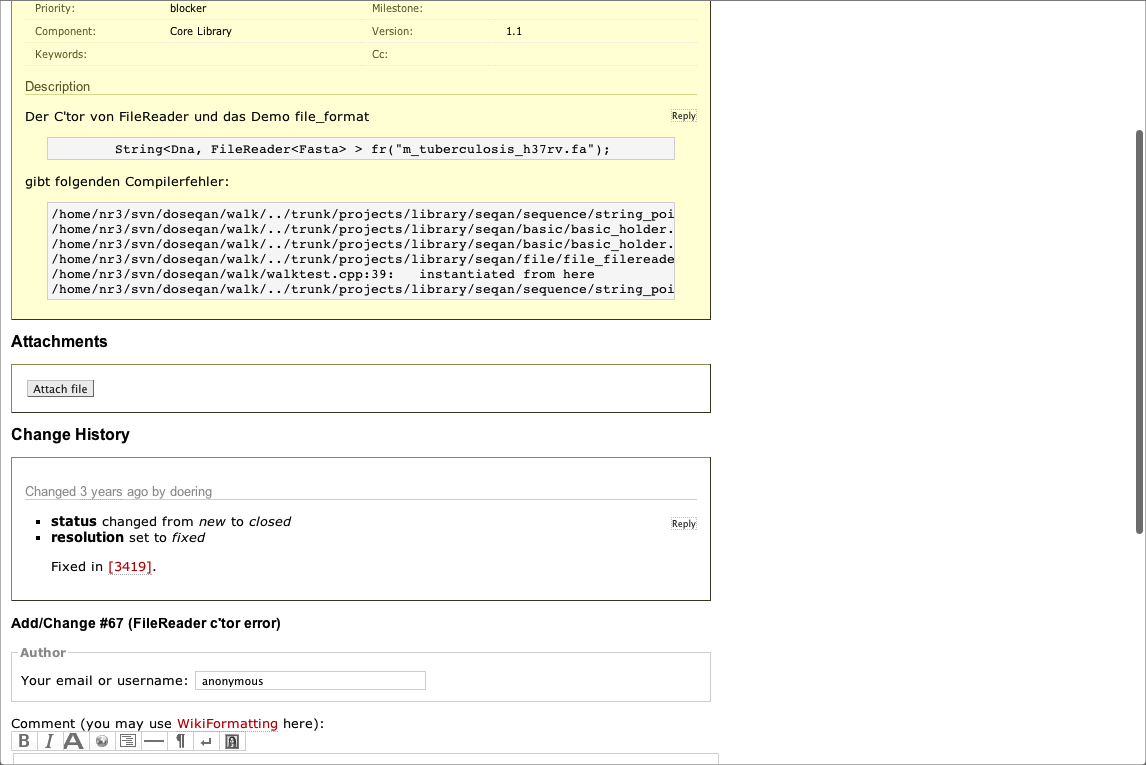 Priority: blocker Milestone:
Component: Core Library Version: 1.1
Keywords: Cc:
Description
Der C'tor von FileReader und das Demo file_format Reply
String<Dna, FileReader<Fasta> > fr("m_tuberculosis_h37rv.fa");
gibt folgenden Compilerfehler:
/home/nr3/svn/doseqan/walk/../trunk/projects/library/seqan/sequence/string_poi
/home/nr3/svn/doseqan/walk/../trunk/projects/library/seqan/basic/basic_holder.
/home/nr3/svn/doseqan/walk/../trunk/projects/library/seqan/basic/basic_holder.
/home/nr3/svn/doseqan/walk/../trunk/projects/library/seqan/file/file_filereade
/home/nr3/svn/doseqan/walk/walktest.cpp:39:   instantiated from here
/home/nr3/svn/doseqan/walk/../trunk/projects/library/seqan/sequence/string_poi
Attachments
Attach file
Change History
Changed 3 years ago by doering
status changed from new to closed Reply
resolution set to fixed
Fixed in [3419].
Add/Change #67 (FileReader c'tor error)
Author
Your email or username: anonymous
Comment (you may use WikiFormatting here):
B I A ¶ ↵